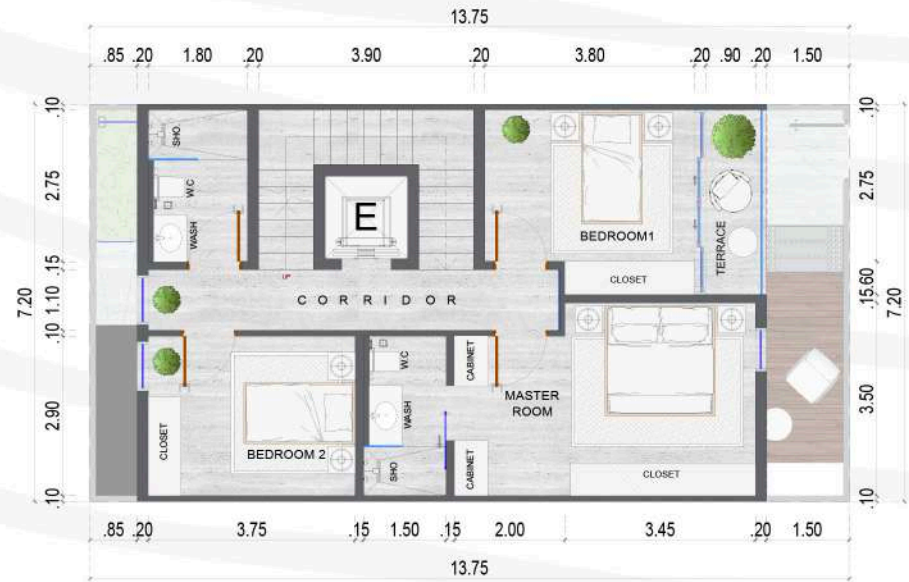 13.75
.85 .20 1.80 .20 3.90 .20 3.80 .20 .90 .20 1.50
.10 2.75 .15 1.10 .10 2.90 .10
7.20
.10 2.75 .15 .60 3.50 .10
7.20
SHO.
W.C
WASH
E
UP
BEDROOM1
CLOSET
TERRACE
CORRIDOR
CLOSET
BEDROOM 2
W.C
WASH
SHO
CABINET
CABINET
MASTER
ROOM
CLOSET
.85 .20 3.75 .15 1.50 .15 2.00 3.45 .20 1.50
13.75